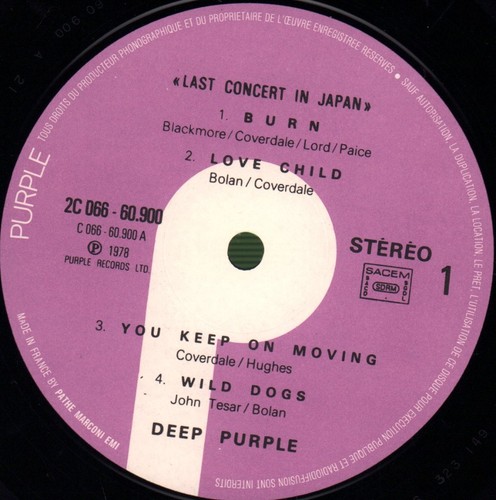 TOUS DROITS DU PRODUCTEUR PHONOGRAPHIQUE ET DU PROPRIETAIRE DE L'ŒUVRE ENREGISTREE RESERVES • SAUF AUTORISATION, LA DUPLICATION, LA LOCATION, LE PRET, L'UTILISATION DE CE DISQUE POUR EXECUTION PUBLIQUE ET RADIODIFFUSION SONT INTERDITS
«LAST CONCERT IN JAPAN»
1. BURN
Blackmore/Coverdale/Lord/Paice
2. LOVE CHILD
Bolan/Coverdale
PURPLE
2C 066-60.900
C 066-60.900 A
Ⓟ 1978
PURPLE RECORDS LTD.
STÉRÉO 1
SACEM
SACD SDRM SGDL
3. YOU KEEP ON MOVING
Coverdale/Hughes
4. WILD DOGS
John Tesar/Bolan
DEEP PURPLE
MADE IN FRANCE BY PATHE MARCONI EMI